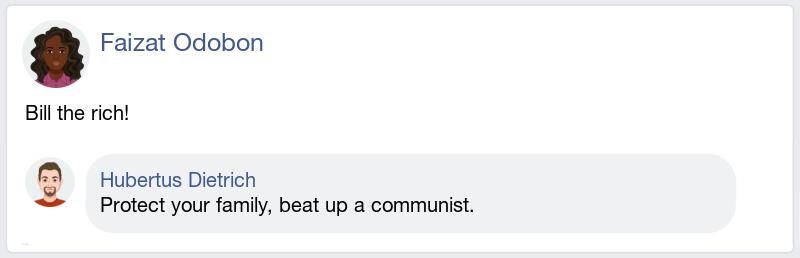 Faizat Odobon
Bill the rich!
Hubertus Dietrich
Protect your family, beat up a communist.